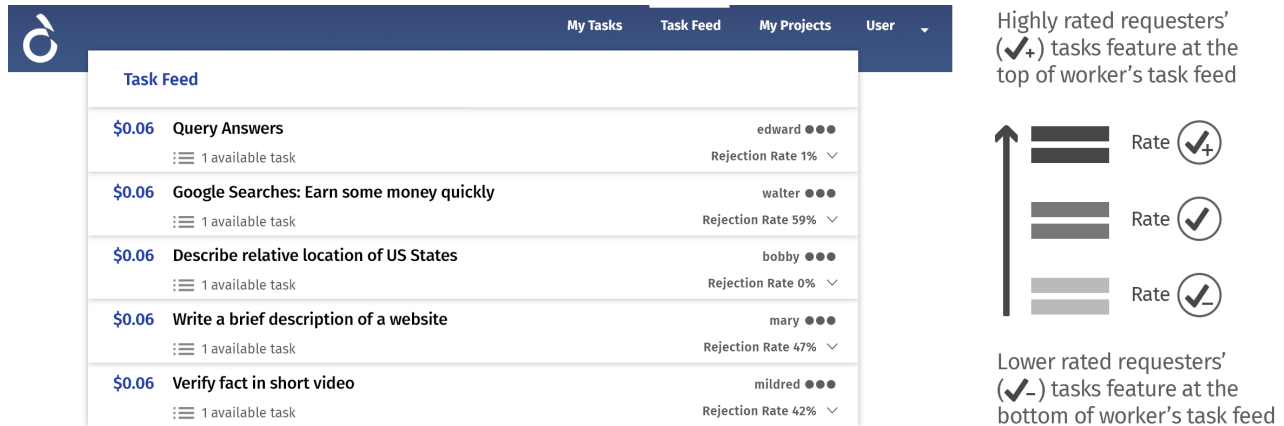 My Tasks Task Feed My Projects User
Task Feed
$0.06 Query Answers edward
1 available task Rejection Rate 1%
$0.06 Google Searches: Earn some money quickly walter
1 available task Rejection Rate 59%
$0.06 Describe relative location of US States bobby
1 available task Rejection Rate 0%
$0.06 Write a brief description of a website mary
1 available task Rejection Rate 47%
$0.06 Verify fact in short video mildred
1 available task Rejection Rate 42%
Highly rated requesters’
(✔+) tasks feature at the
top of worker’s task feed
Rate ✓+
Rate ✓
Rate ✓-
Lower rated requesters’
(✔-) tasks feature at the
bottom of worker’s task feed